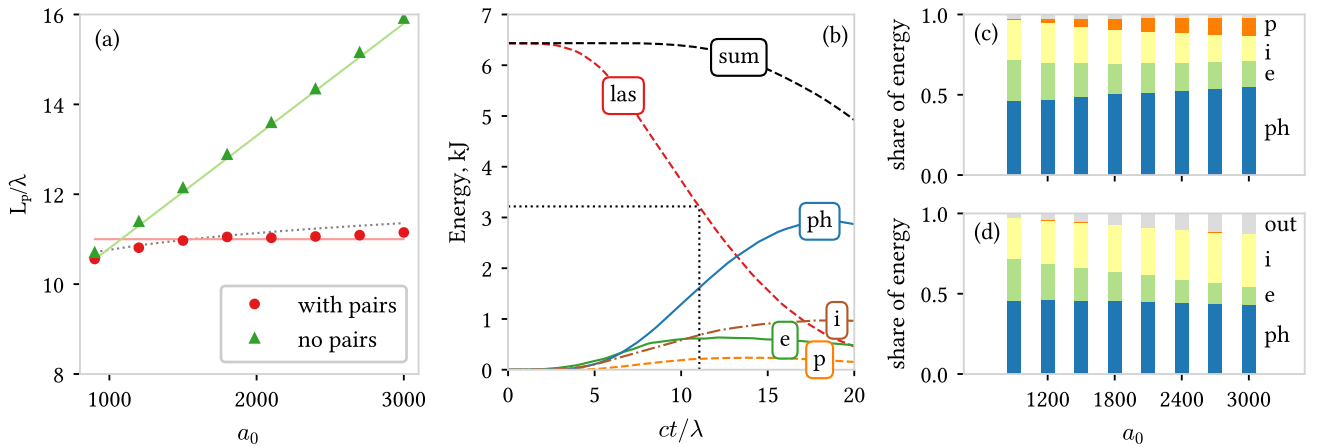 (a)
16
14
12
10
8
L_p/λ
1000
2000
3000
a_0
with pairs
no pairs
(b)
7
6
5
4
3
2
1
0
Energy, kJ
sum
las
ph
i
e
p
0
5
10
15
20
ct/λ
(c)
1.0
0.5
0.0
share of energy
p
i
e
ph
(d)
1.0
0.5
0.0
share of energy
out
i
e
ph
1200
1800
2400
3000
a_0